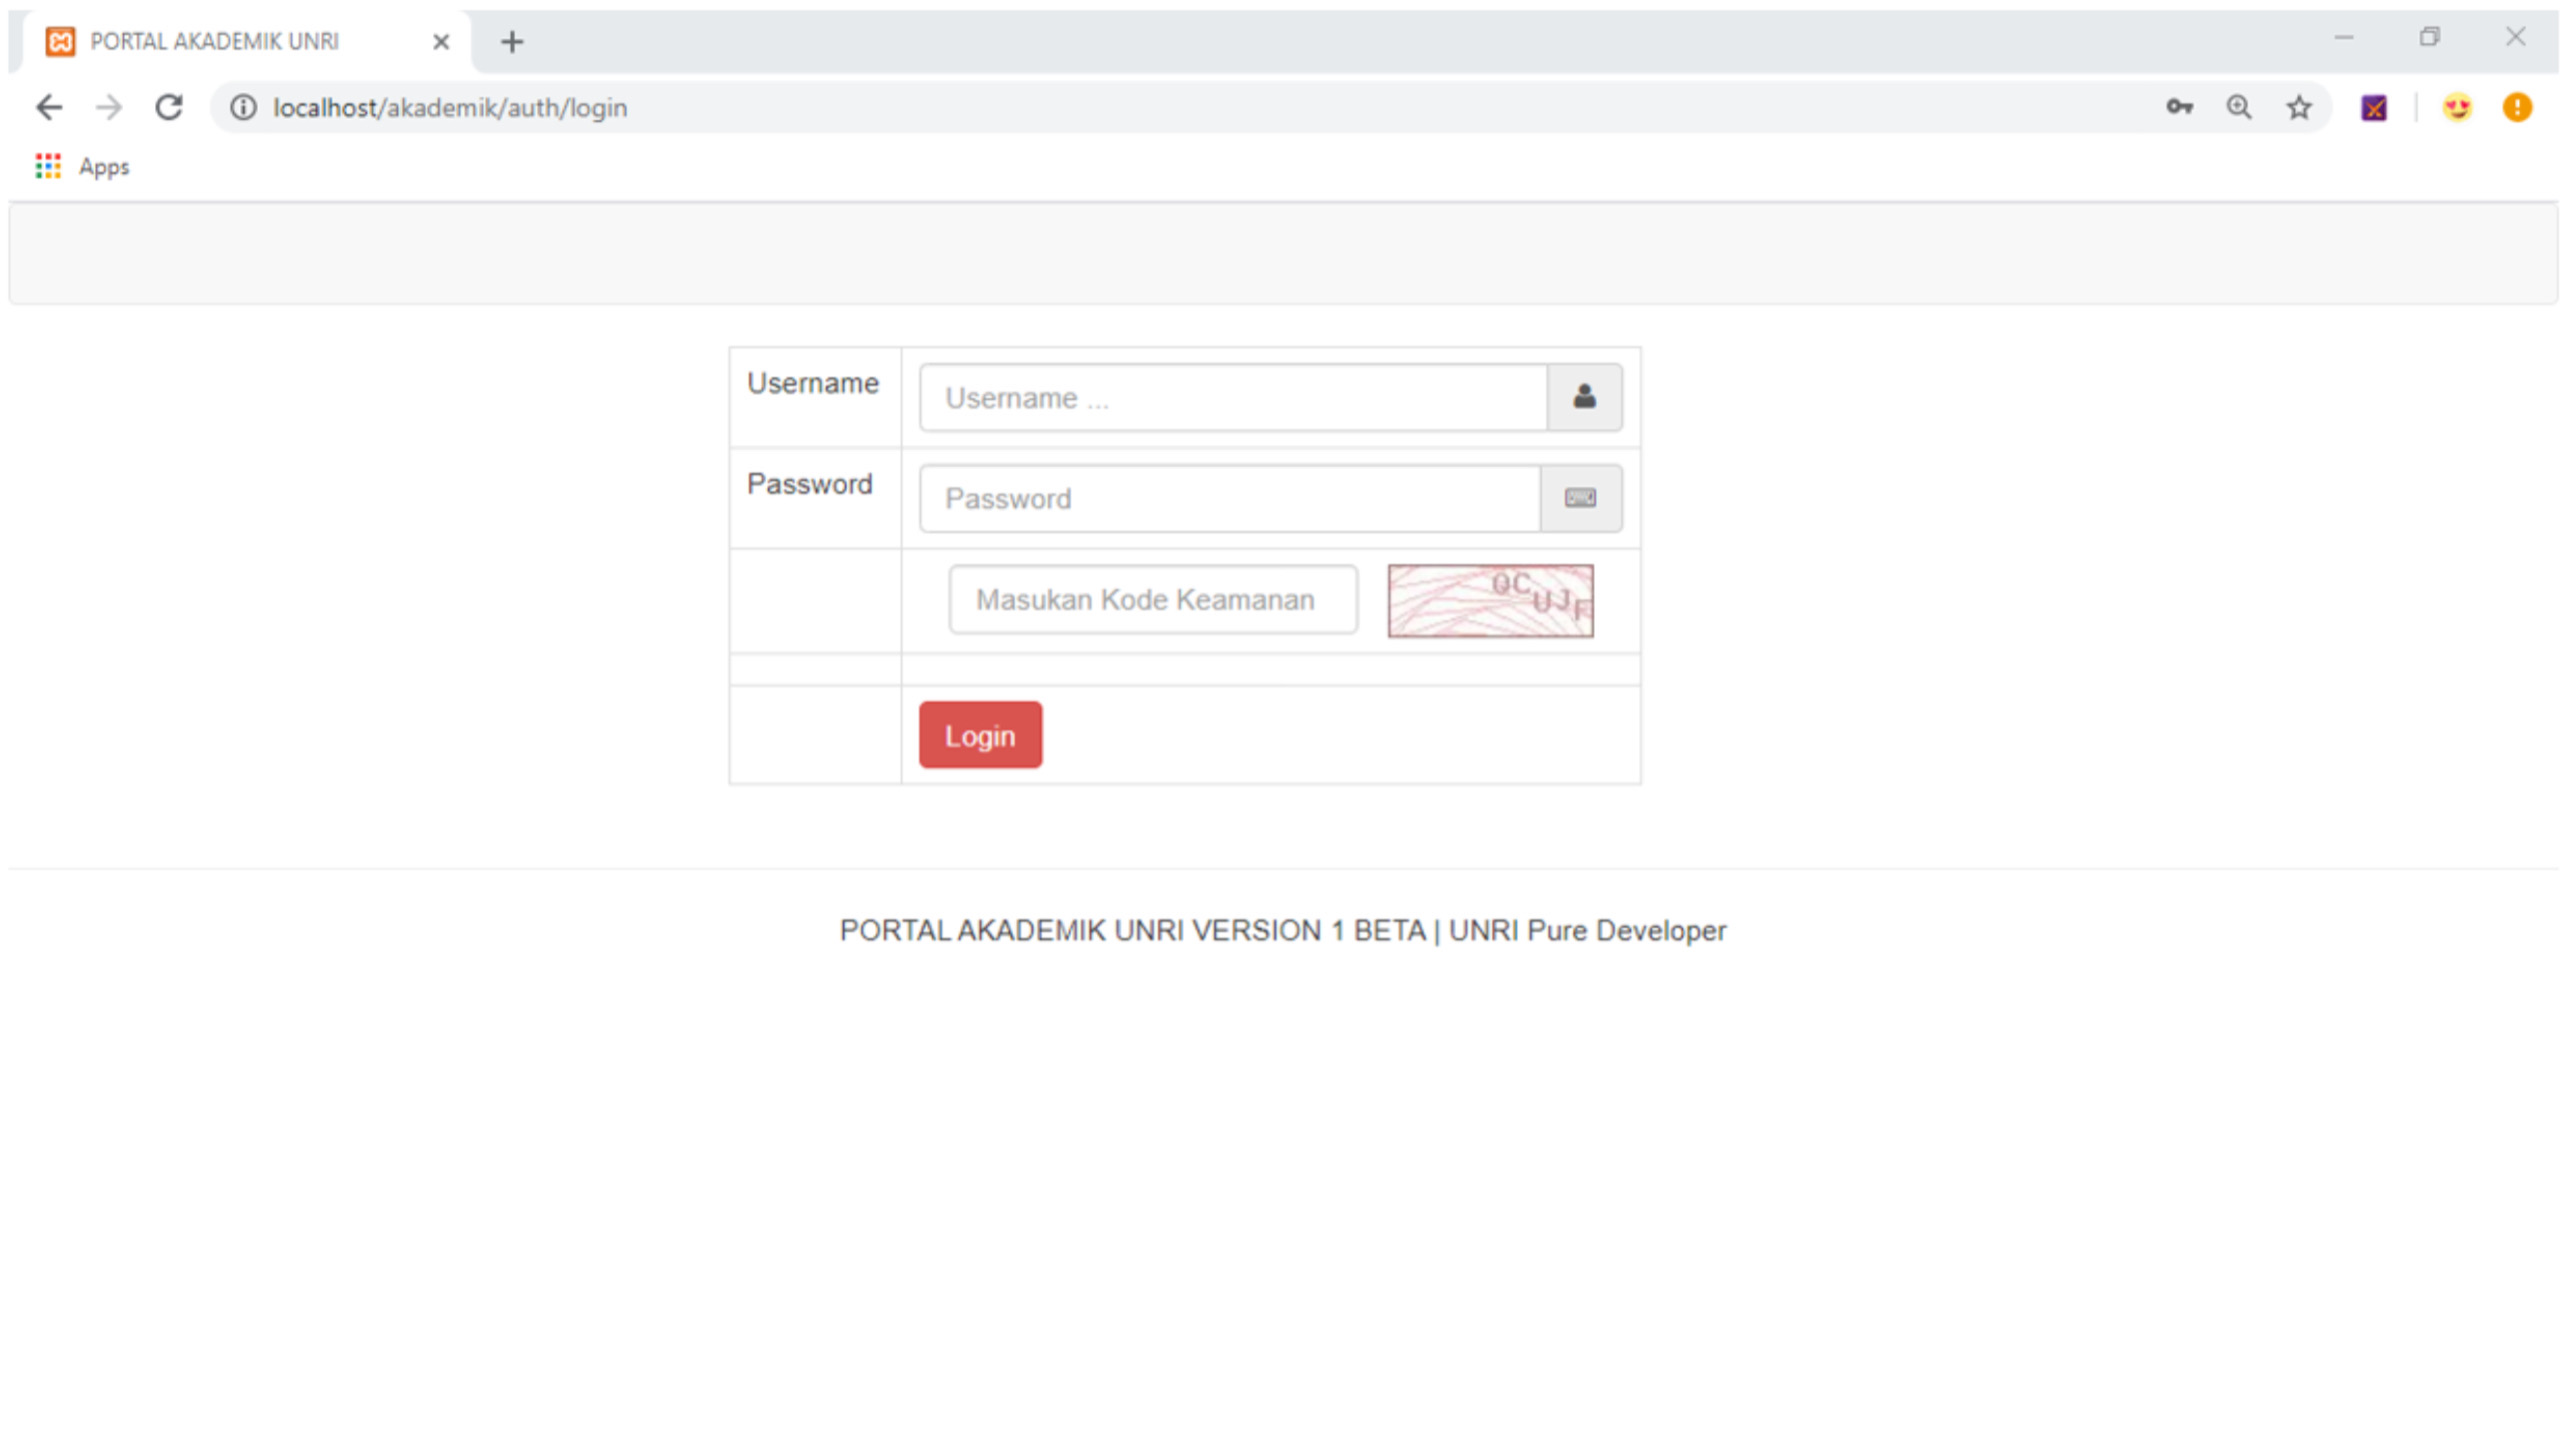 PORTAL AKADEMIK UNRI
localhost/akademik/auth/login
Apps
Username
Username ...
Password
Password
Masukan Kode Keamanan
Login
PORTAL AKADEMIK UNRI VERSION 1 BETA | UNRI Pure Developer